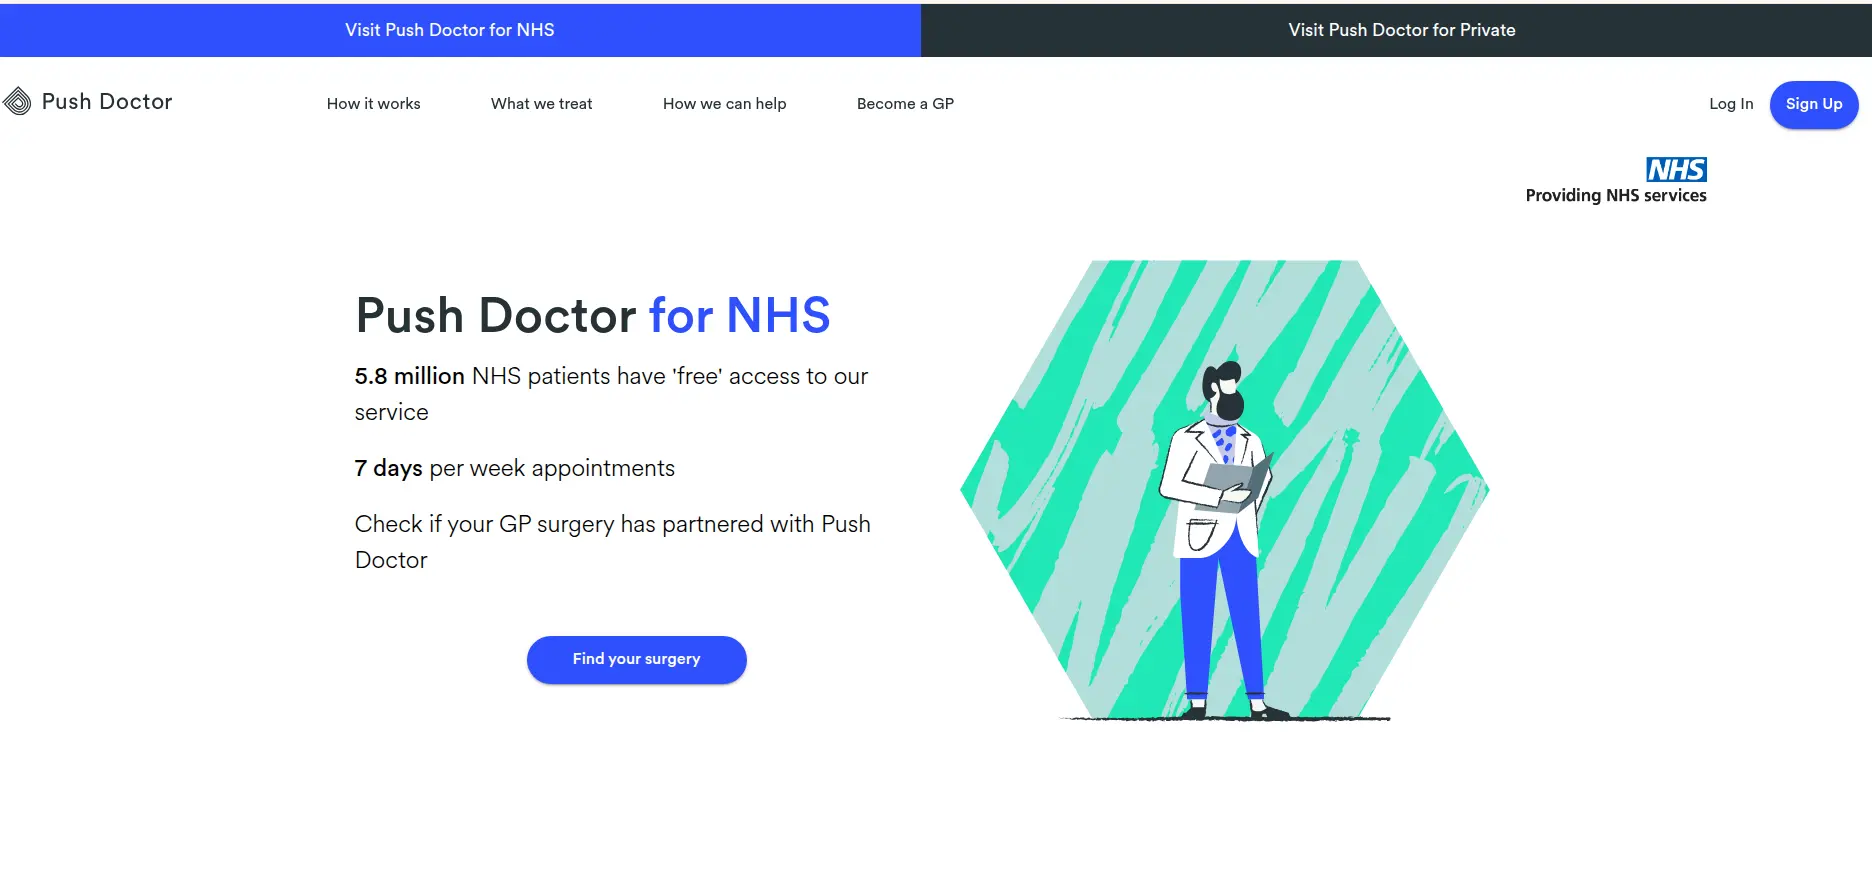 Visit Push Doctor for NHS
Visit Push Doctor for Private
Push Doctor
How it works
What we treat
How we can help
Become a GP
Log In
Sign Up
NHS
Providing NHS services
Push Doctor for NHS
5.8 million NHS patients have 'free' access to our
service
7 days per week appointments
Check if your GP surgery has partnered with Push
Doctor
Find your surgery